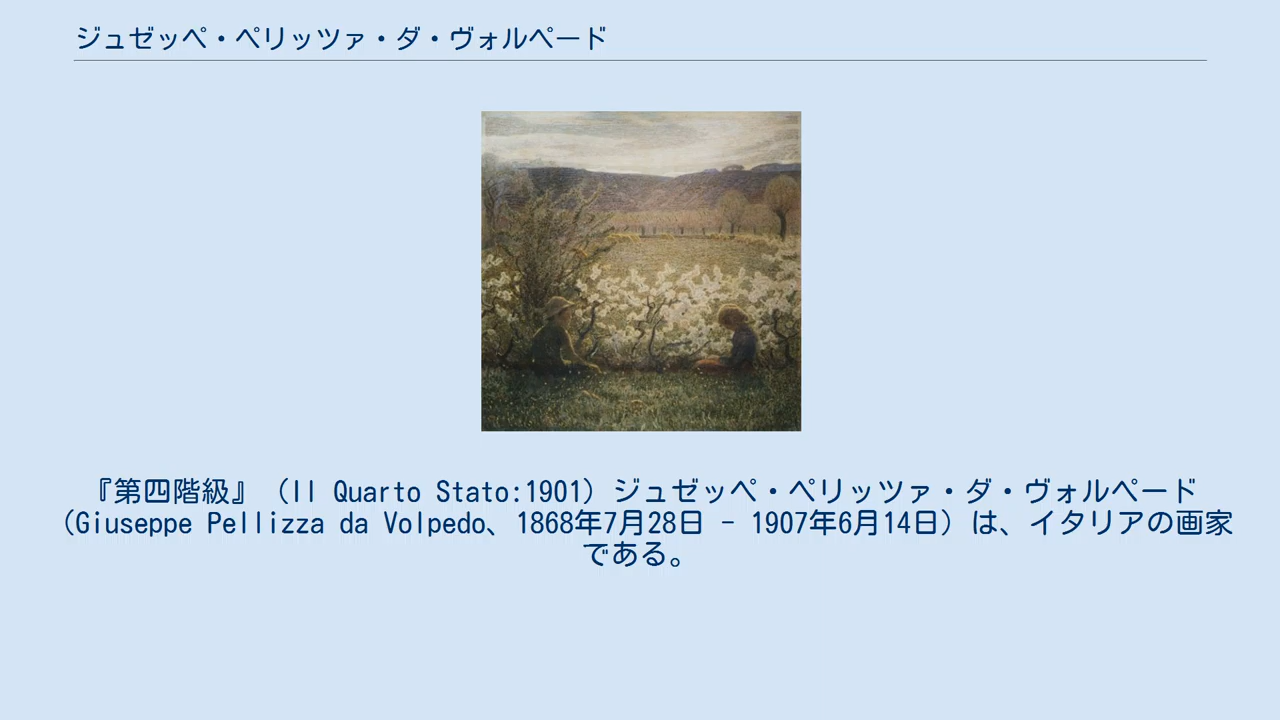 ジュゼッペ・ペリッツァ・ダ・ヴォルペード
『第四階級』（Il Quarto Stato:1901）ジュゼッペ・ペリッツァ・ダ・ヴォルペード
（Giuseppe Pellizza da Volpedo、1868年7月28日 - 1907年6月14日）は、イタリアの画家
である。